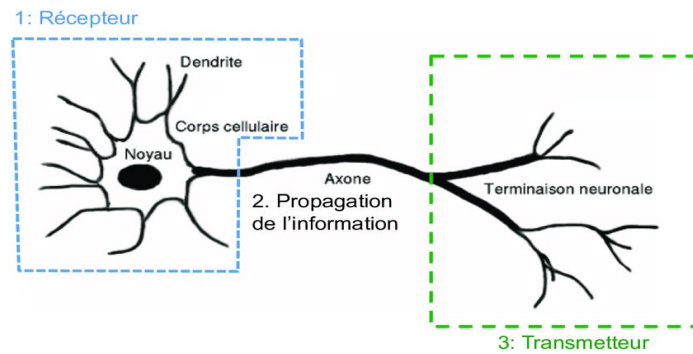 1: Récepteur
Dendrite
Corps cellulaire
Noyau
Axone
2. Propagation
de l'information
Terminaison neuronale
3: Transmetteur